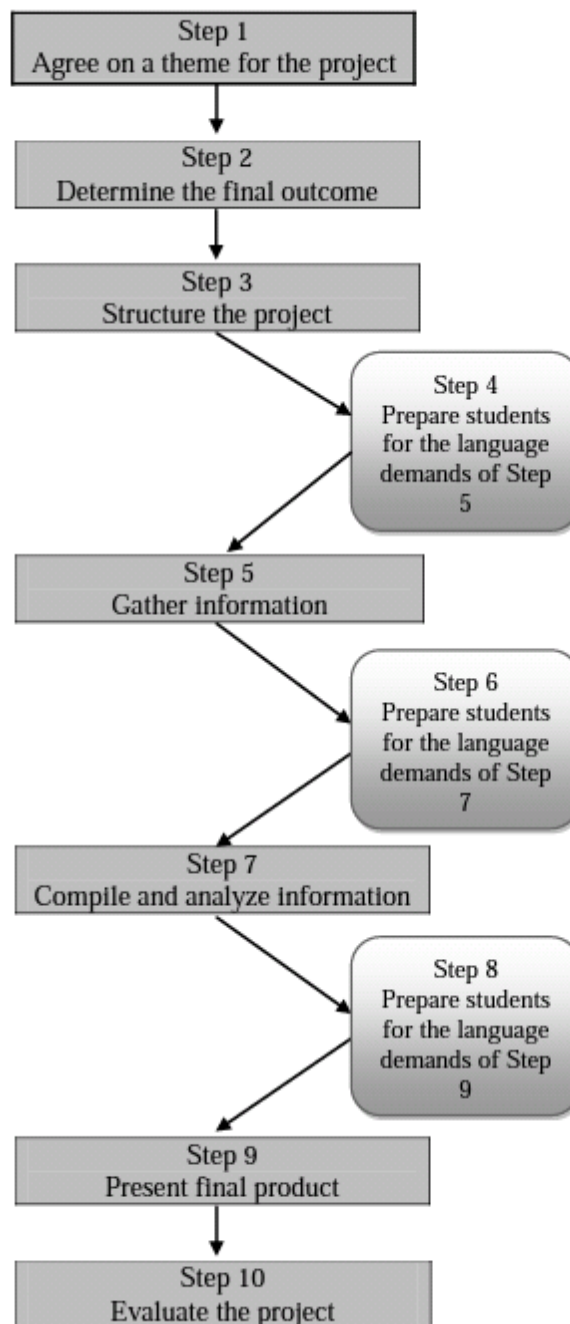 Step 1
Agree on a theme for the project
Step 2
Determine the final outcome
Step 3
Structure the project
Step 4
Prepare students
for the language
demands of Step
5
Step 5
Gather information
Step 6
Prepare students
for the language
demands of Step
7
Step 7
Compile and analyze information
Step 8
Prepare students
for the language
demands of Step
9
Step 9
Present final product
Step 10
Evaluate the project